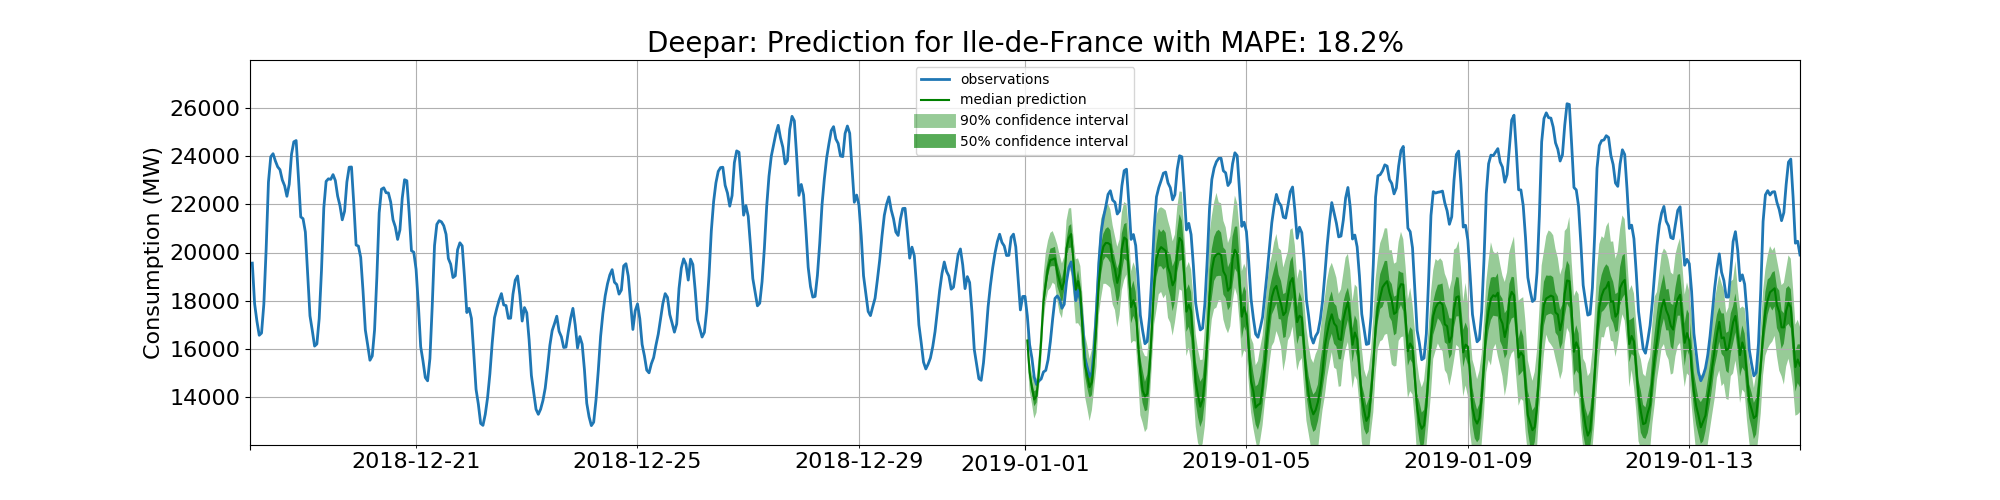 Deepar: Prediction for Ile-de-France with MAPE: 18.2%
observations
median prediction
90% confidence interval
50% confidence interval
Consumption (MW)
26000
24000
22000
20000
18000
16000
14000
2018-12-21 2018-12-25 2018-12-29 2019-01-01 2019-01-05 2019-01-09 2019-01-13